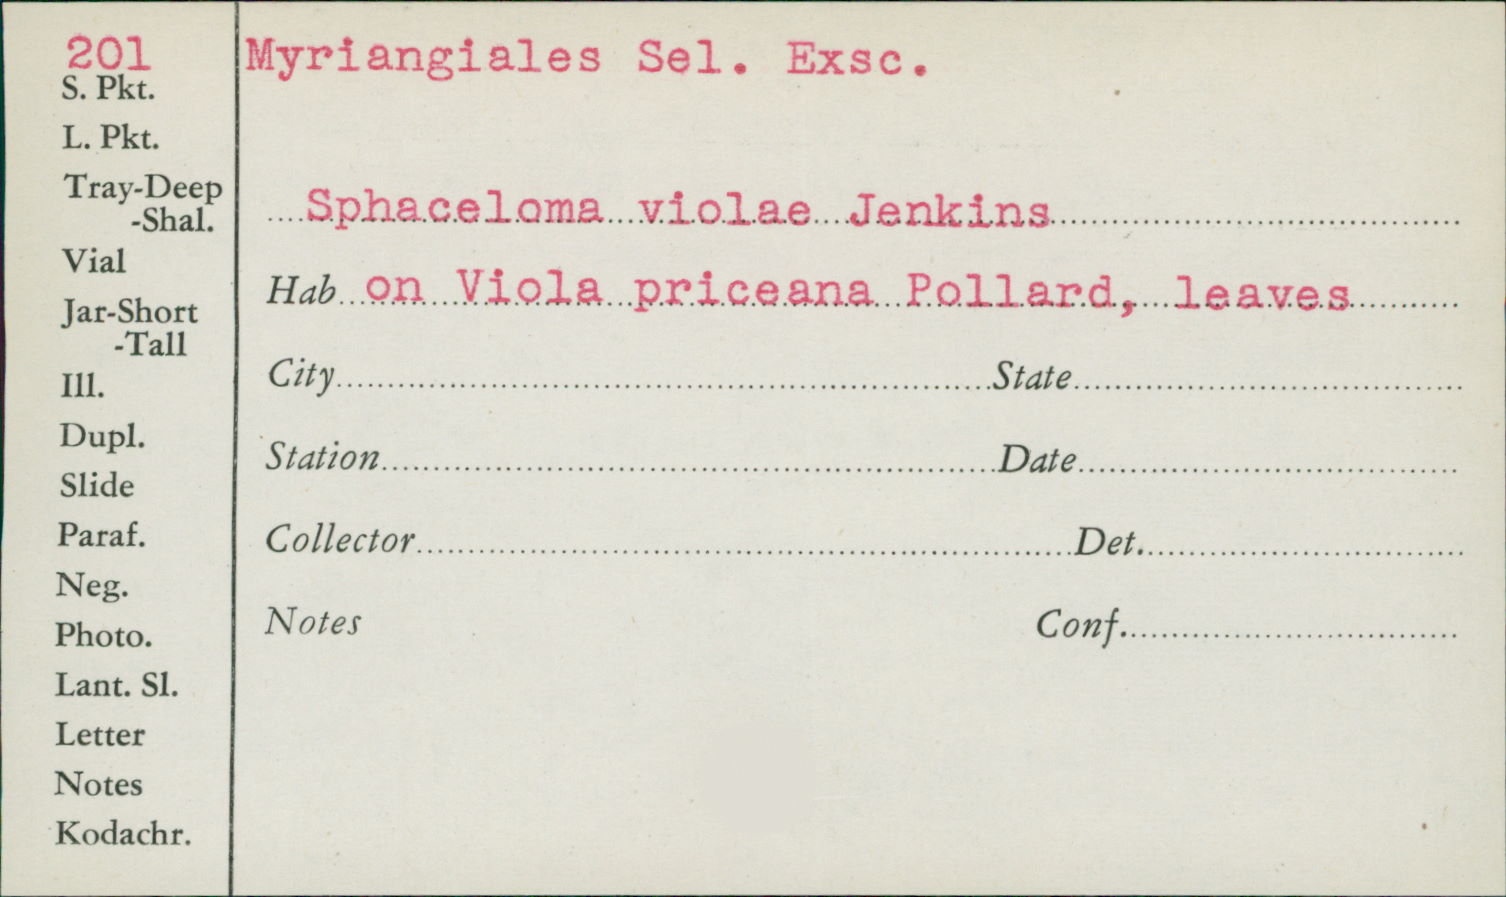 201
S. Pkt.
L. Pkt.
Tray-Deep
-Shal.
Vial
Jar-Short
-Tall
Ill.
Dupl.
Slide
Paraf.
Neg.
Photo.
Lant. Sl.
Letter
Notes
Kodachr.
Myriangiales Sel. Exsc.
Sphaceloma violae Jenkins
Hab on Viola priceana Pollard, leaves
City State
Station Date
Collector Det.
Notes Conf.